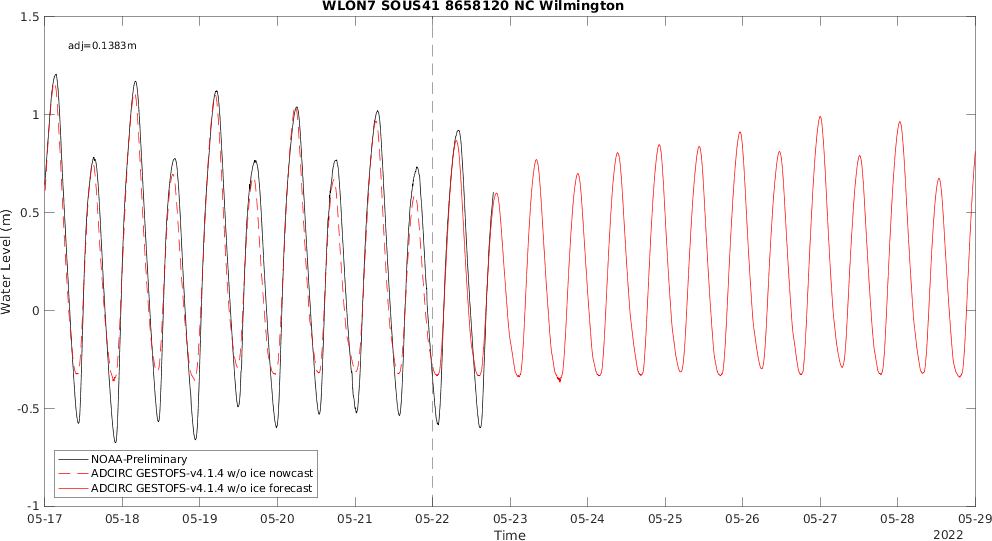 WLON7 SOUS41 8658120 NC Wilmington
adj=0.1383m
1.5
1
0.5
0
-0.5
-1
Water Level (m)
NOAA-Preliminary
ADCIRC GESTOFS-v4.1.4 w/o ice nowcast
ADCIRC GESTOFS-v4.1.4 w/o ice forecast
05-17 05-18 05-19 05-20 05-21 05-22 05-23 05-24 05-25 05-26 05-27 05-28 05-29
Time
2022